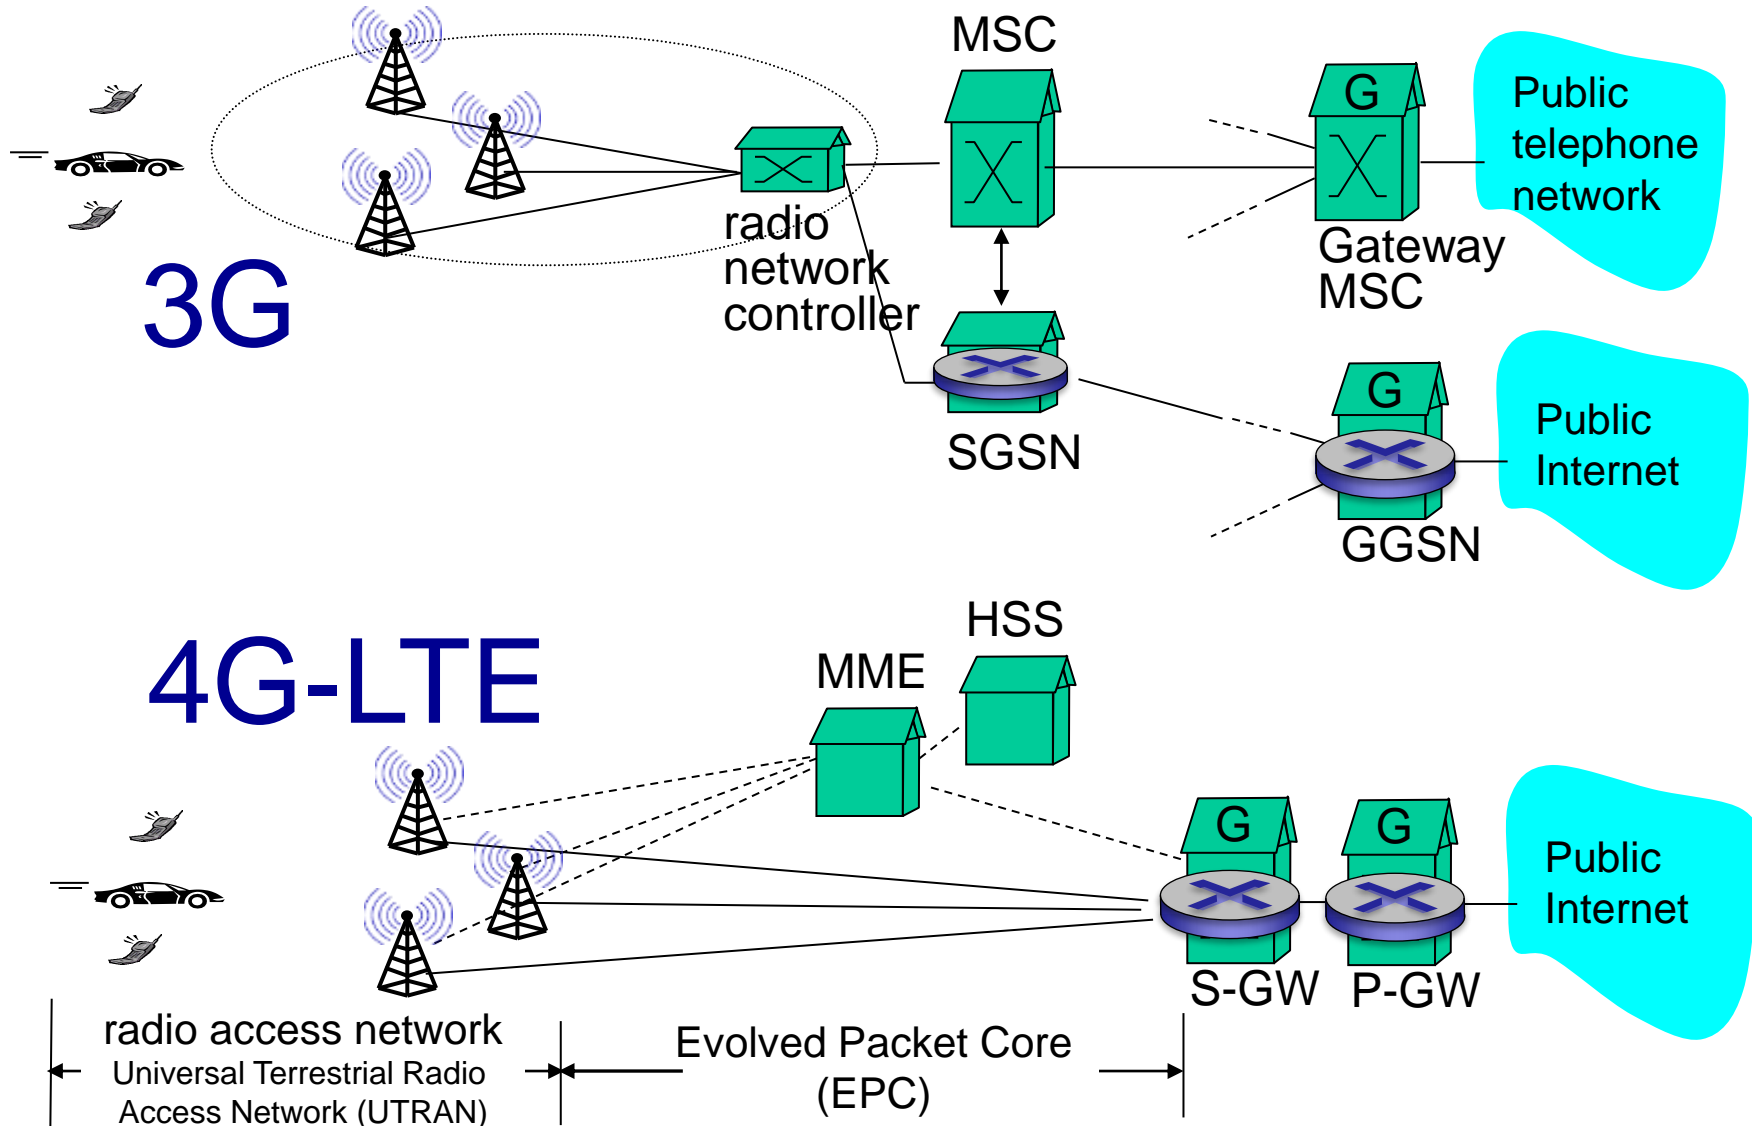 MSC
G
Public
telephone
network
radio
network
controller
Gateway
MSC
3G
SGSN
G
Public
Internet
GGSN
4G-LTE
HSS
MME
G
G
Public
Internet
S-GW
P-GW
radio access network
Universal Terrestrial Radio
Access Network (UTRAN)
Evolved Packet Core
(EPC)